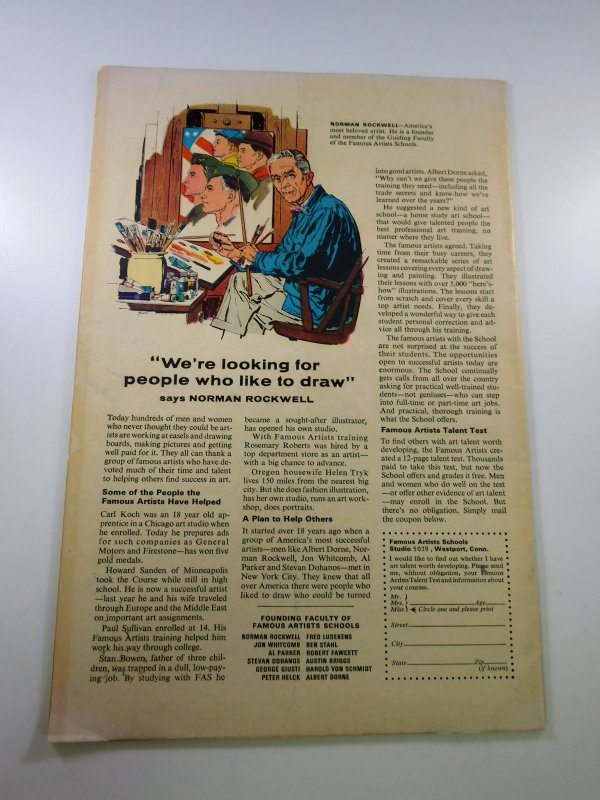 NORMAN ROCKWELL—America's
most beloved artist. He is a founder
and member of the Guiding Faculty
of the Famous Artists Schools.
"We're looking for
people who like to draw"
says NORMAN ROCKWELL
Today hundreds of men and women
who never thought they could be art-
ists are working at easels and drawing
boards, making pictures and getting
well paid for it. They all can thank a
group of famous artists who have de-
voted much of their time and talent
to helping others find success in art.
Some of the People the
Famous Artists Have Helped
Carl Koch was an 18 year old ap-
prentice in a Chicago art studio when
he enrolled. Today he prepares ads
for such companies as General
Motors and Firestone—has won five
gold medals.
Howard Sanden of Minneapolis
took the Course while still in high
school. He is now a successful artist
—last year he and his wife traveled
through Europe and the Middle East
on important art assignments.
Paul Sullivan enrolled at 14. His
Famous Artists training helped him
work his way through college.
Stan Bowen, father of three chil-
dren, was trapped in a dull, low-pay-
ing job. By studying with FAS he
became a sought-after illustrator,
has opened his own studio.
With Famous Artists training
Rosemary Roberts was hired by a
top department store as an artist—
with a big chance to advance.
Oregon housewife Helen Tryk
lives 150 miles from the nearest big
city. But she does fashion illustration,
has her own studio, runs an art work-
shop, does portraits.
A Plan to Help Others
It started over 18 years ago when a
group of America's most successful
artists—men like Albert Dorne, Nor-
man Rockwell, Jon Whitcomb, Al
Parker and Stevan Dohanos—met in
New York City. They knew that all
over America there were people who
liked to draw who could be turned
into good artists. Albert Dorne asked,
"Why can't we give these people the
training they need—including all the
trade secrets and know-how we've
learned over the years?"
He suggested a new kind of art
school—a home study art school—
that would give talented people the
best professional art training, no
matter where they live.
The famous artists agreed. Taking
time from their busy careers, they
created a remarkable series of art
lessons covering every aspect of draw-
ing and painting. They illustrated
their lessons with over 5,000 "here's-
how" illustrations. The lessons start
from scratch and cover every skill a
top artist needs. Finally, they de-
veloped a wonderful way to give each
student personal correction and ad-
vice all through his training.
The famous artists with the School
are not surprised at the success of
their students. The opportunities
open to successful artists today are
enormous. The School continually
gets calls from all over the country
asking for practical well-trained stu-
dents—not geniuses—who can step
into full-time or part-time art jobs.
And practical, thorough training is
what the School offers.
Famous Artists Talent Test
To find others with art talent worth
developing, the Famous Artists cre-
ated a 12-page talent test. Thousands
paid to take this test, but now the
School offers and grades it free. Men
and women who do well on the test
—or offer other evidence of art talent
—may enroll in the School. But
there's no obligation. Simply mail
the coupon below.
FOUNDING FACULTY OF
FAMOUS ARTISTS SCHOOLS
NORMAN ROCKWELL FRED LUDEKENS
JON WHITCOMB BEN STAHL
AL PARKER ROBERT FAWCETT
STEVAN DOHANOS AUSTIN BRIGGS
GEORGE GIUSTI HAROLD VON SCHMIDT
PETER HELCK ALBERT DORNE
Famous Artists Schools
Studio 5039, Westport, Conn.
I would like to find out whether I have
art talent worth developing. Please send
me, without obligation, your Famous
Artists Talent Test and information about
your courses.
Mr.
Mrs. Age
Miss Circle one and please print
Street
City
State Zip
(if known)